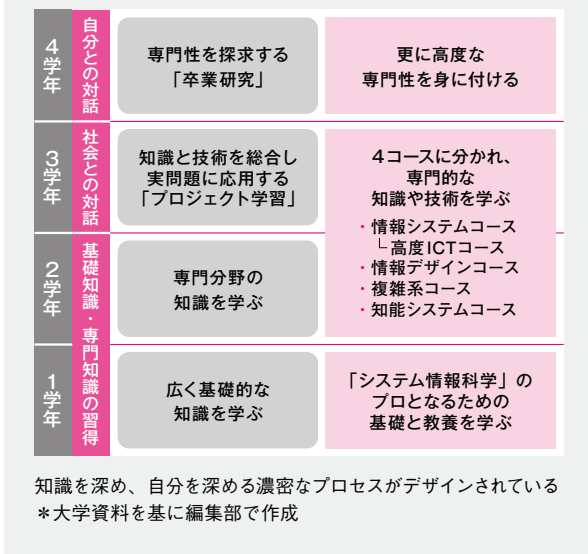 4学年
自分との対話
専門性を探求する
「卒業研究」
更に高度な
専門性を身に付ける
3学年
社会との対話
知識と技術を総合し
実問題に応用する
「プロジェクト学習」
4コースに分かれ、
専門的な
知識や技術を学ぶ
・情報システムコース
└高度ICTコース
・情報デザインコース
・複雑系コース
・知能システムコース
2学年
基礎知識・専門知識の習得
専門分野の
知識を学ぶ
1学年
広く基礎的な
知識を学ぶ
「システム情報科学」の
プロとなるための
基礎と教養を学ぶ
知識を深め、自分を深める濃密なプロセスがデザインされている
＊大学資料を基に編集部で作成